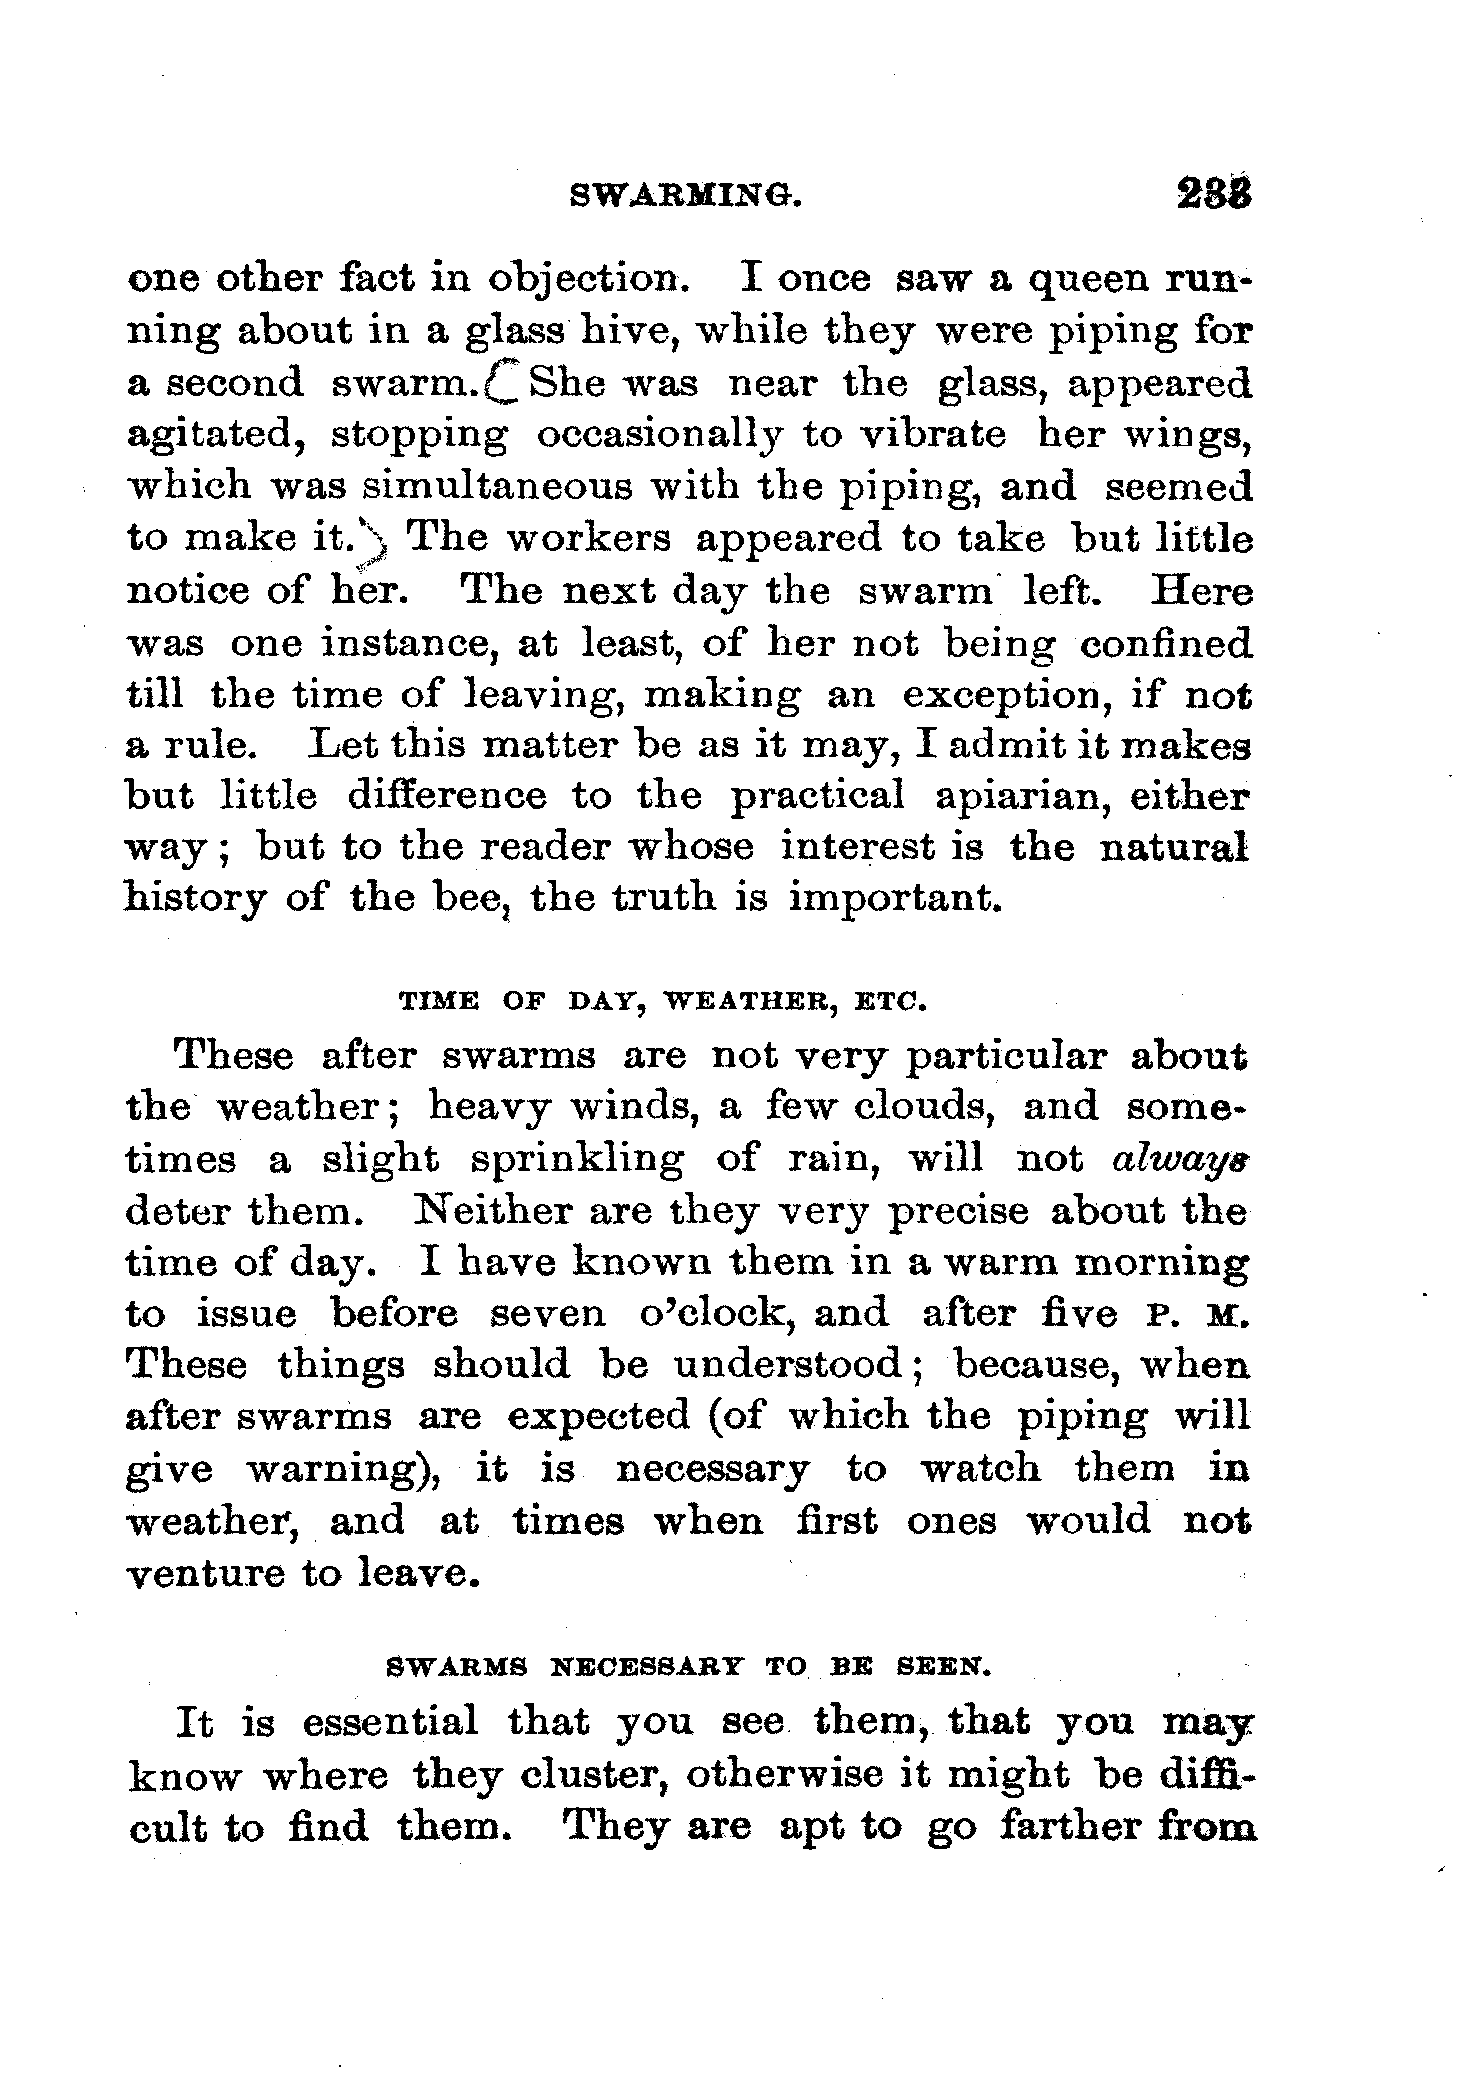 SWARMING. 233
one other fact in objection. I once saw a queen run-
ning about in a glass hive, while they were piping for
a second swarm. She was near the glass, appeared
agitated, stopping occasionally to vibrate her wings,
which was simultaneous with the piping, and seemed
to make it. The workers appeared to take but little
notice of her. The next day the swarm left. Here
was one instance, at least, of her not being confined
till the time of leaving, making an exception, if not
a rule. Let this matter be as it may, I admit it makes
but little difference to the practical apiarian, either
way; but to the reader whose interest is the natural
history of the bee, the truth is important.
TIME OF DAY, WEATHER, ETC.
These after swarms are not very particular about
the weather; heavy winds, a few clouds, and some-
times a slight sprinkling of rain, will not always
deter them. Neither are they very precise about the
time of day. I have known them in a warm morning
to issue before seven o'clock, and after five P. M.
These things should be understood; because, when
after swarms are expected (of which the piping will
give warning), it is necessary to watch them in
weather, and at times when first ones would not
venture to leave.
SWARMS NECESSARY TO BE SEEN.
It is essential that you see them, that you may
know where they cluster, otherwise it might be diffi-
cult to find them. They are apt to go farther from